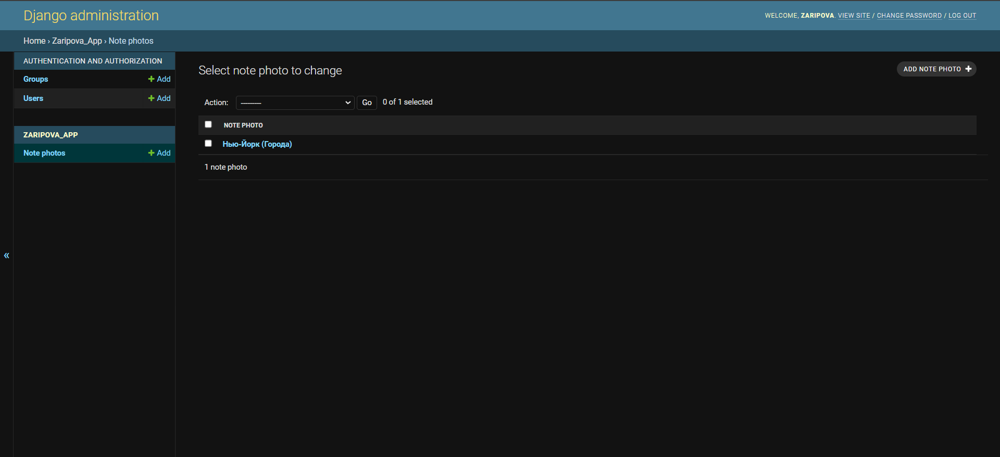 Django administration
WELCOME, ZARIPOVA. VIEW SITE / CHANGE PASSWORD / LOG OUT
Home › Zaripova_App › Note photos
AUTHENTICATION AND AUTHORIZATION
Groups + Add
Users + Add
ZARIPOVA_APP
Note photos + Add
«
Select note photo to change
ADD NOTE PHOTO +
Action: --------- Go 0 of 1 selected
NOTE PHOTO
Нью-Йорк (Города)
1 note photo